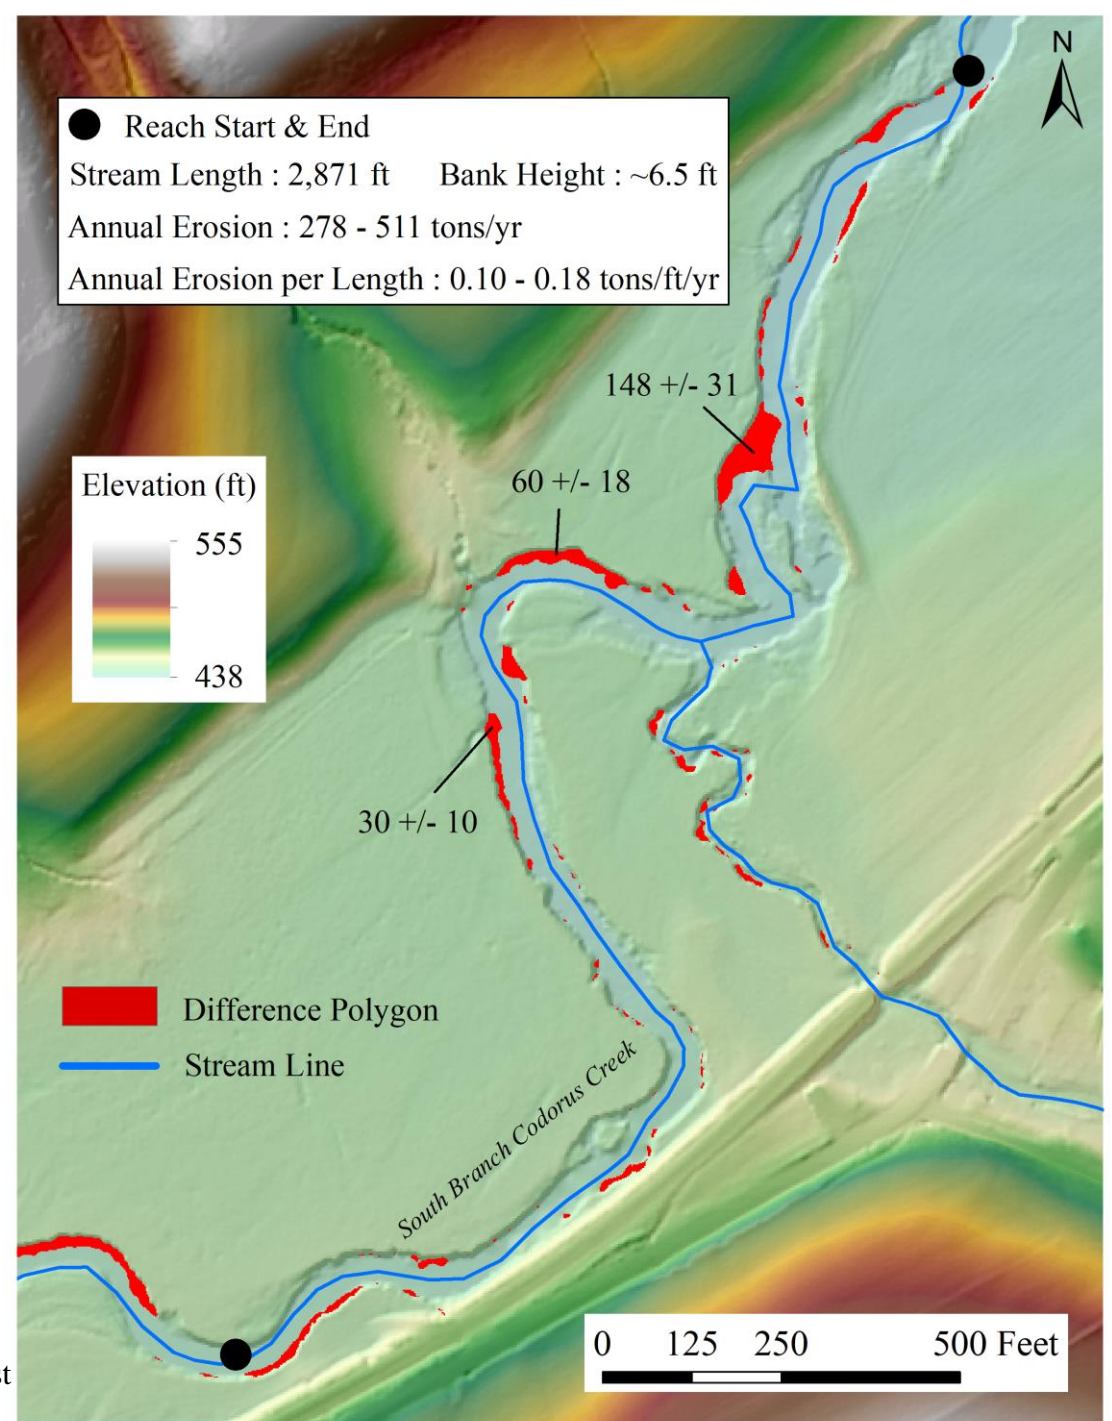 N
Reach Start & End
Stream Length : 2,871 ft Bank Height : ~6.5 ft
Annual Erosion : 278 - 511 tons/yr
Annual Erosion per Length : 0.10 - 0.18 tons/ft/yr
148 +/- 31
60 +/- 18
Elevation (ft)
555
438
30 +/- 10
Difference Polygon
Stream Line
South Branch Codorus Creek
0 125 250 500 Feet